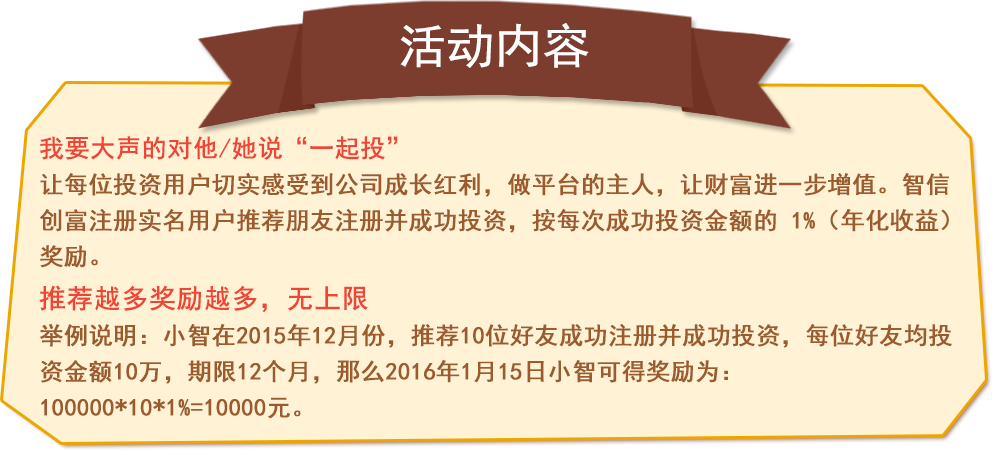 活动内容
我要大声的对他/她说“一起投”
让每位投资用户切实感受到公司成长红利，做平台的主人，让财富进一步增值。智信
创富注册实名用户推荐朋友注册并成功投资，按每次成功投资金额的 1%（年化收益）
奖励。
推荐越多奖励越多，无上限
举例说明：小智在2015年12月份，推荐10位好友成功注册并成功投资，每位好友均投
资金额10万，期限12个月，那么2016年1月15日小智可得奖励为：
100000*10*1%=10000元。